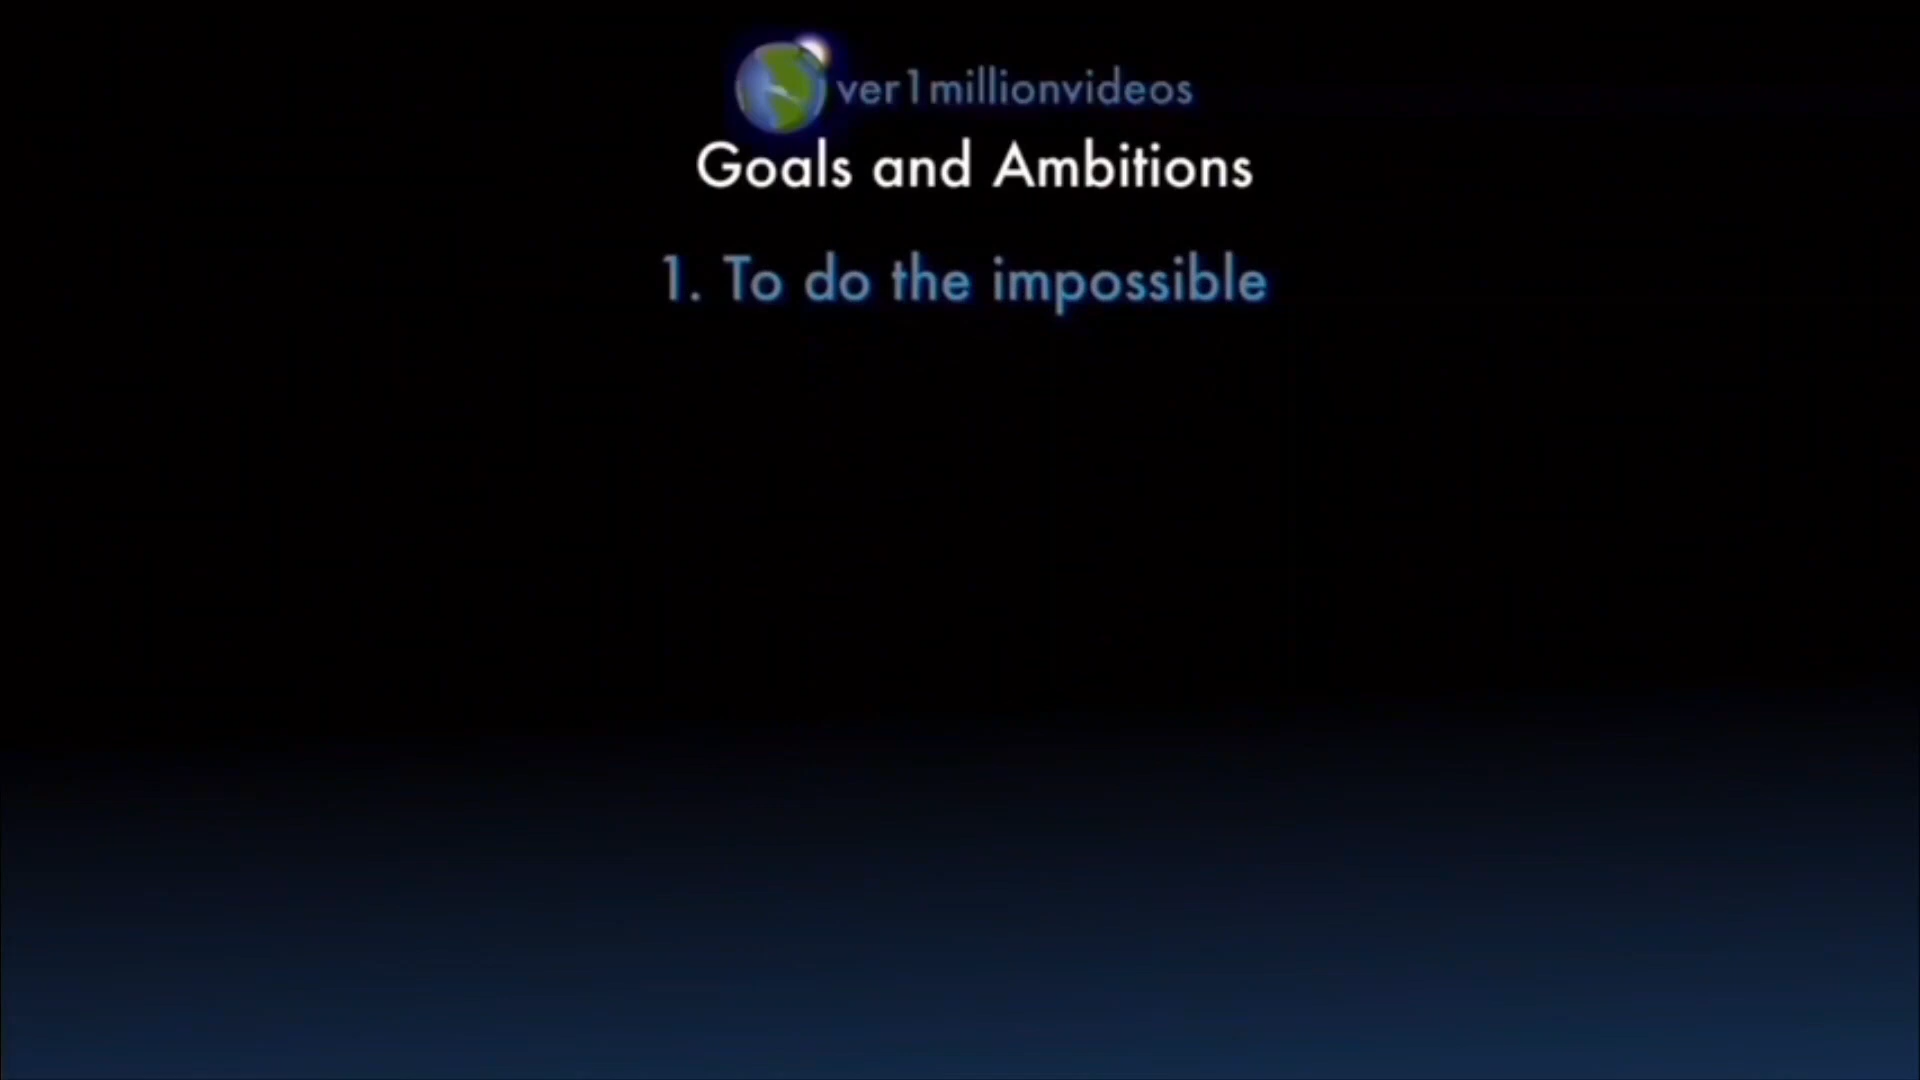 ver1millionvideos
Goals and Ambitions
1. To do the impossible